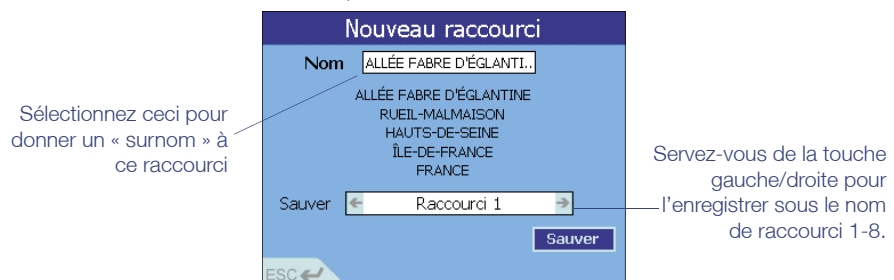 Nouveau raccourci
Nom ALLÉE FABRE D'ÉGLANTI..
ALLÉE FABRE D'ÉGLANTINE
RUEIL-MALMAISON
HAUTS-DE-SEINE
ÎLE-DE-FRANCE
FRANCE
Sélectionnez ceci pour
donner un « surnom » à
ce raccourci
Sauver Raccourci 1
Sauver
ESC
Servez-vous de la touche
gauche/droite pour
l'enregistrer sous le nom
de raccourci 1-8.